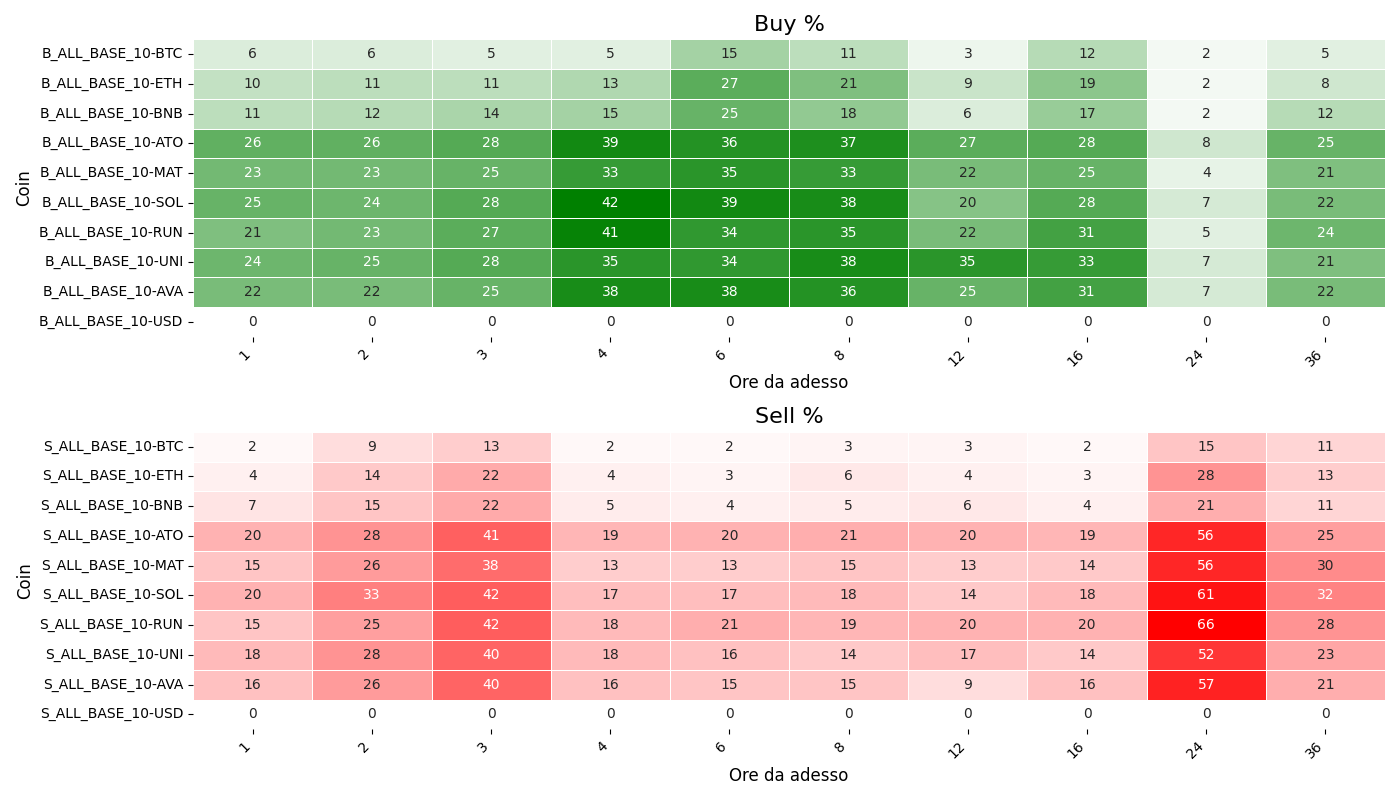 Buy %
Coin
B_ALL_BASE_10-BTC 6 6 5 5 15 11 3 12 2 5
B_ALL_BASE_10-ETH 10 11 11 13 27 21 9 19 2 8
B_ALL_BASE_10-BNB 11 12 14 15 25 18 6 17 2 12
B_ALL_BASE_10-ATO 26 26 28 39 36 37 27 28 8 25
B_ALL_BASE_10-MAT 23 23 25 33 35 33 22 25 4 21
B_ALL_BASE_10-SOL 25 24 28 42 39 38 20 28 7 22
B_ALL_BASE_10-RUN 21 23 27 41 34 35 22 31 5 24
B_ALL_BASE_10-UNI 24 25 28 35 34 38 35 33 7 21
B_ALL_BASE_10-AVA 22 22 25 38 38 36 25 31 7 22
B_ALL_BASE_10-USD 0 0 0 0 0 0 0 0 0 0
1 2 3 4 6 8 12 16 24 36
Ore da adesso
Sell %
Coin
S_ALL_BASE_10-BTC 2 9 13 2 2 3 3 2 15 11
S_ALL_BASE_10-ETH 4 14 22 4 3 6 4 3 28 13
S_ALL_BASE_10-BNB 7 15 22 5 4 5 6 4 21 11
S_ALL_BASE_10-ATO 20 28 41 19 20 21 20 19 56 25
S_ALL_BASE_10-MAT 15 26 38 13 13 15 13 14 56 30
S_ALL_BASE_10-SOL 20 33 42 17 17 18 14 18 61 32
S_ALL_BASE_10-RUN 15 25 42 18 21 19 20 20 66 28
S_ALL_BASE_10-UNI 18 28 40 18 16 14 17 14 52 23
S_ALL_BASE_10-AVA 16 26 40 16 15 15 9 16 57 21
S_ALL_BASE_10-USD 0 0 0 0 0 0 0 0 0 0
1 2 3 4 6 8 12 16 24 36
Ore da adesso